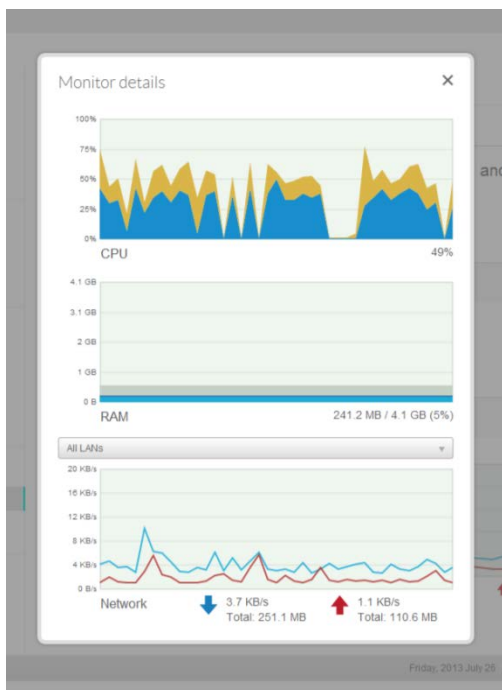 Monitor details
×
and
100%
75%
50%
25%
0%
CPU
49%
4.1 GB
3.1 GB
2 GB
1 GB
0 B
RAM
241.2 MB / 4.1 GB (5%)
All LANs
20 KB/s
16 KB/s
12 KB/s
8 KB/s
4 KB/s
0 B/s
Network
3.7 KB/s
Total: 251.1 MB
1.1 KB/s
Total: 110.6 MB
Friday, 2013 July 26